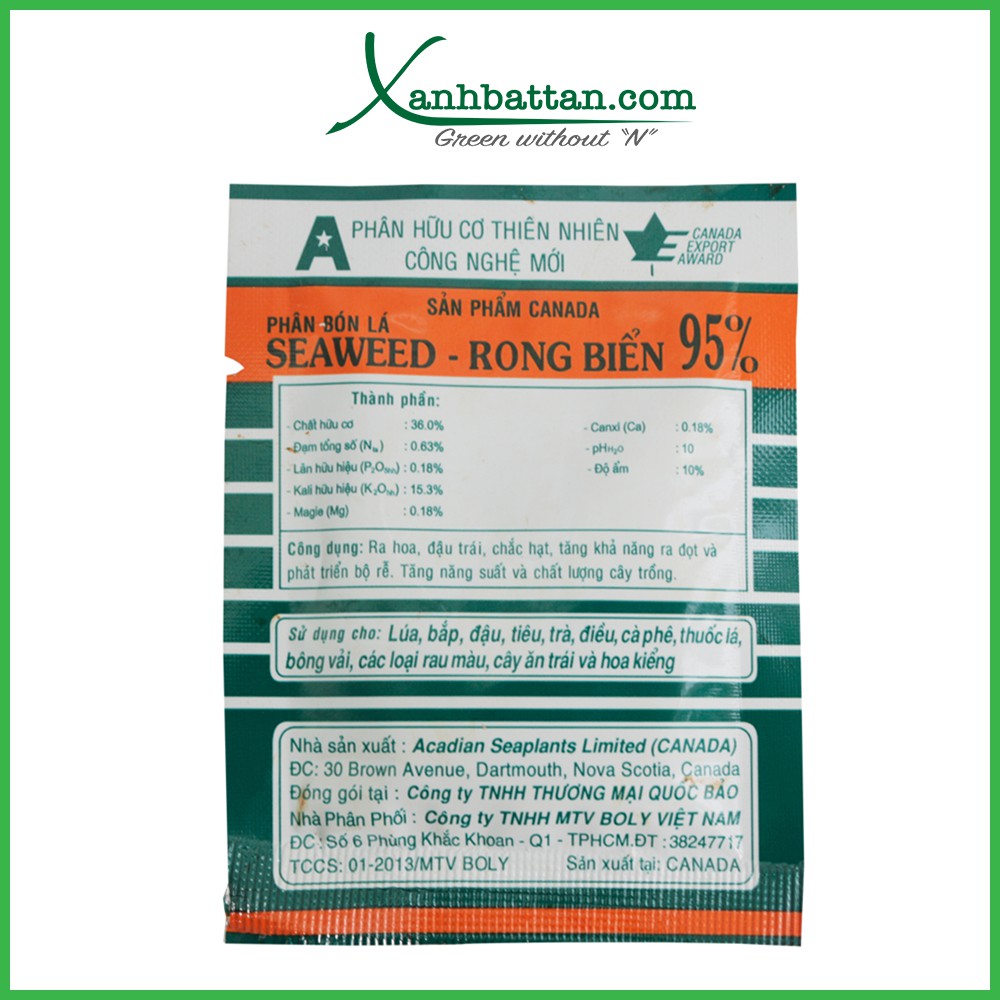 Xanhbattan.com
Green without "N"
A
PHÂN HỮU CƠ THIÊN NHIÊN
CÔNG NGHỆ MỚI
CANADA
EXPORT
AWARD
SẢN PHẨM CANADA
PHÂN BÓN LÁ
SEAWEED - RONG BIỂN 95%
Thành phần:
- Chất hữu cơ : 36.0%
- Đạm tổng số (Nts) : 0.63%
- Lân hữu hiệu (P2O5hh) : 0.18%
- Kali hữu hiệu (K2Ohh) : 15.3%
- Magie (Mg) : 0.18%
- Canxi (Ca) : 0.18%
- pHH2O : 10
- Độ ẩm : 10%
Công dụng: Ra hoa, đậu trái, chắc hạt, tăng khả năng ra đọt và
phát triển bộ rễ. Tăng năng suất và chất lượng cây trồng.
Sử dụng cho: Lúa, bắp, đậu, tiêu, trà, điều, cà phê, thuốc lá,
bông vải, các loại rau màu, cây ăn trái và hoa kiểng
Nhà sản xuất : Acadian Seaplants Limited (CANADA)
ĐC: 30 Brown Avenue, Dartmouth, Nova Scotia, Canada
Đóng gói tại : Công ty TNHH THƯƠNG MẠI QUỐC BẢO
Nhà Phân Phối : Công ty TNHH MTV BOLY VIỆT NAM
ĐC : Số 6 Phùng Khắc Khoan - Q1 - TPHCM.ĐT : 38247717
TCCS: 01-2013/MTV BOLY Sản xuất tại: CANADA